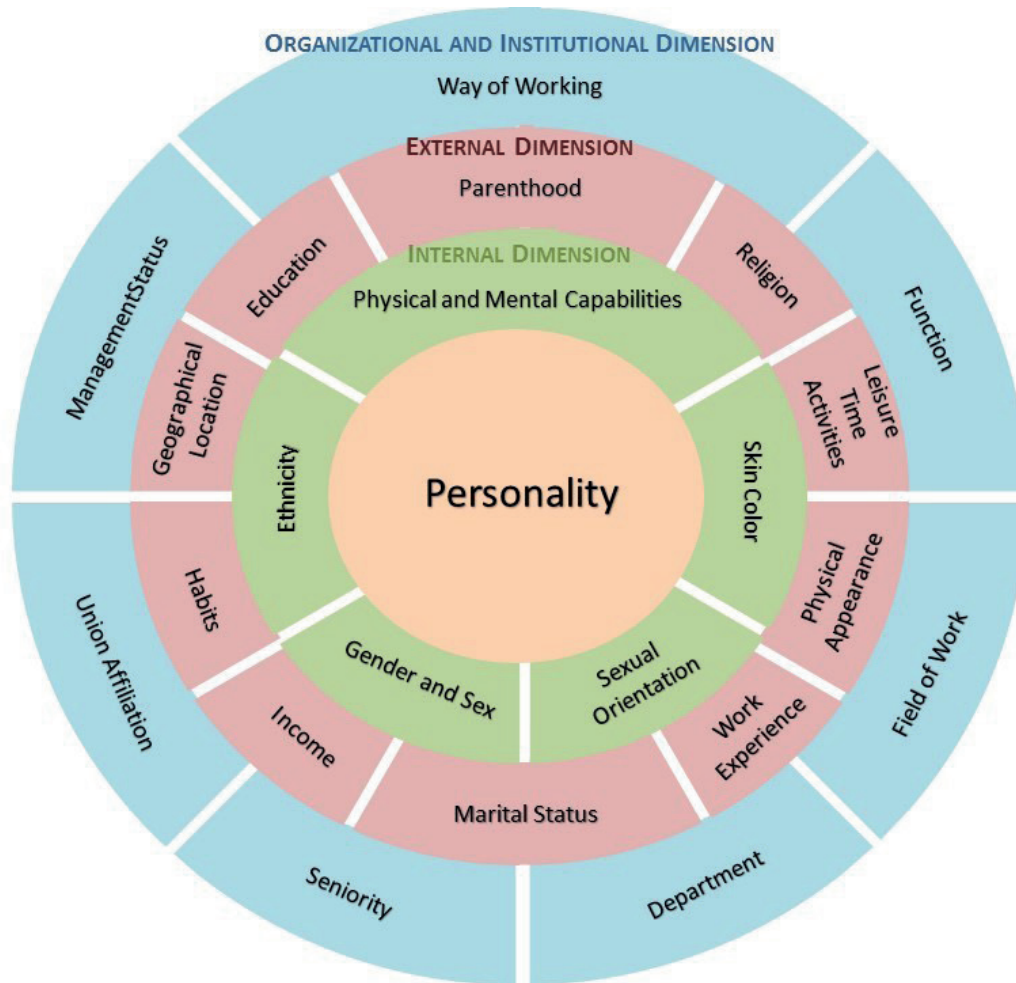 ORGANIZATIONAL AND INSTITUTIONAL DIMENSION
Way of Working
EXTERNAL DIMENSION
Parenthood
INTERNAL DIMENSION
Physical and Mental Capabilities
Personality
Education
Religion
ManagementStatus
Function
Geographical
Location
Leisure
Time
Activities
Ethnicity
Skin Color
Habits
Physical
Appearance
Union Affiliation
Field of Work
Gender and Sex
Sexual
Orientation
Income
Work
Experience
Marital Status
Seniority
Department